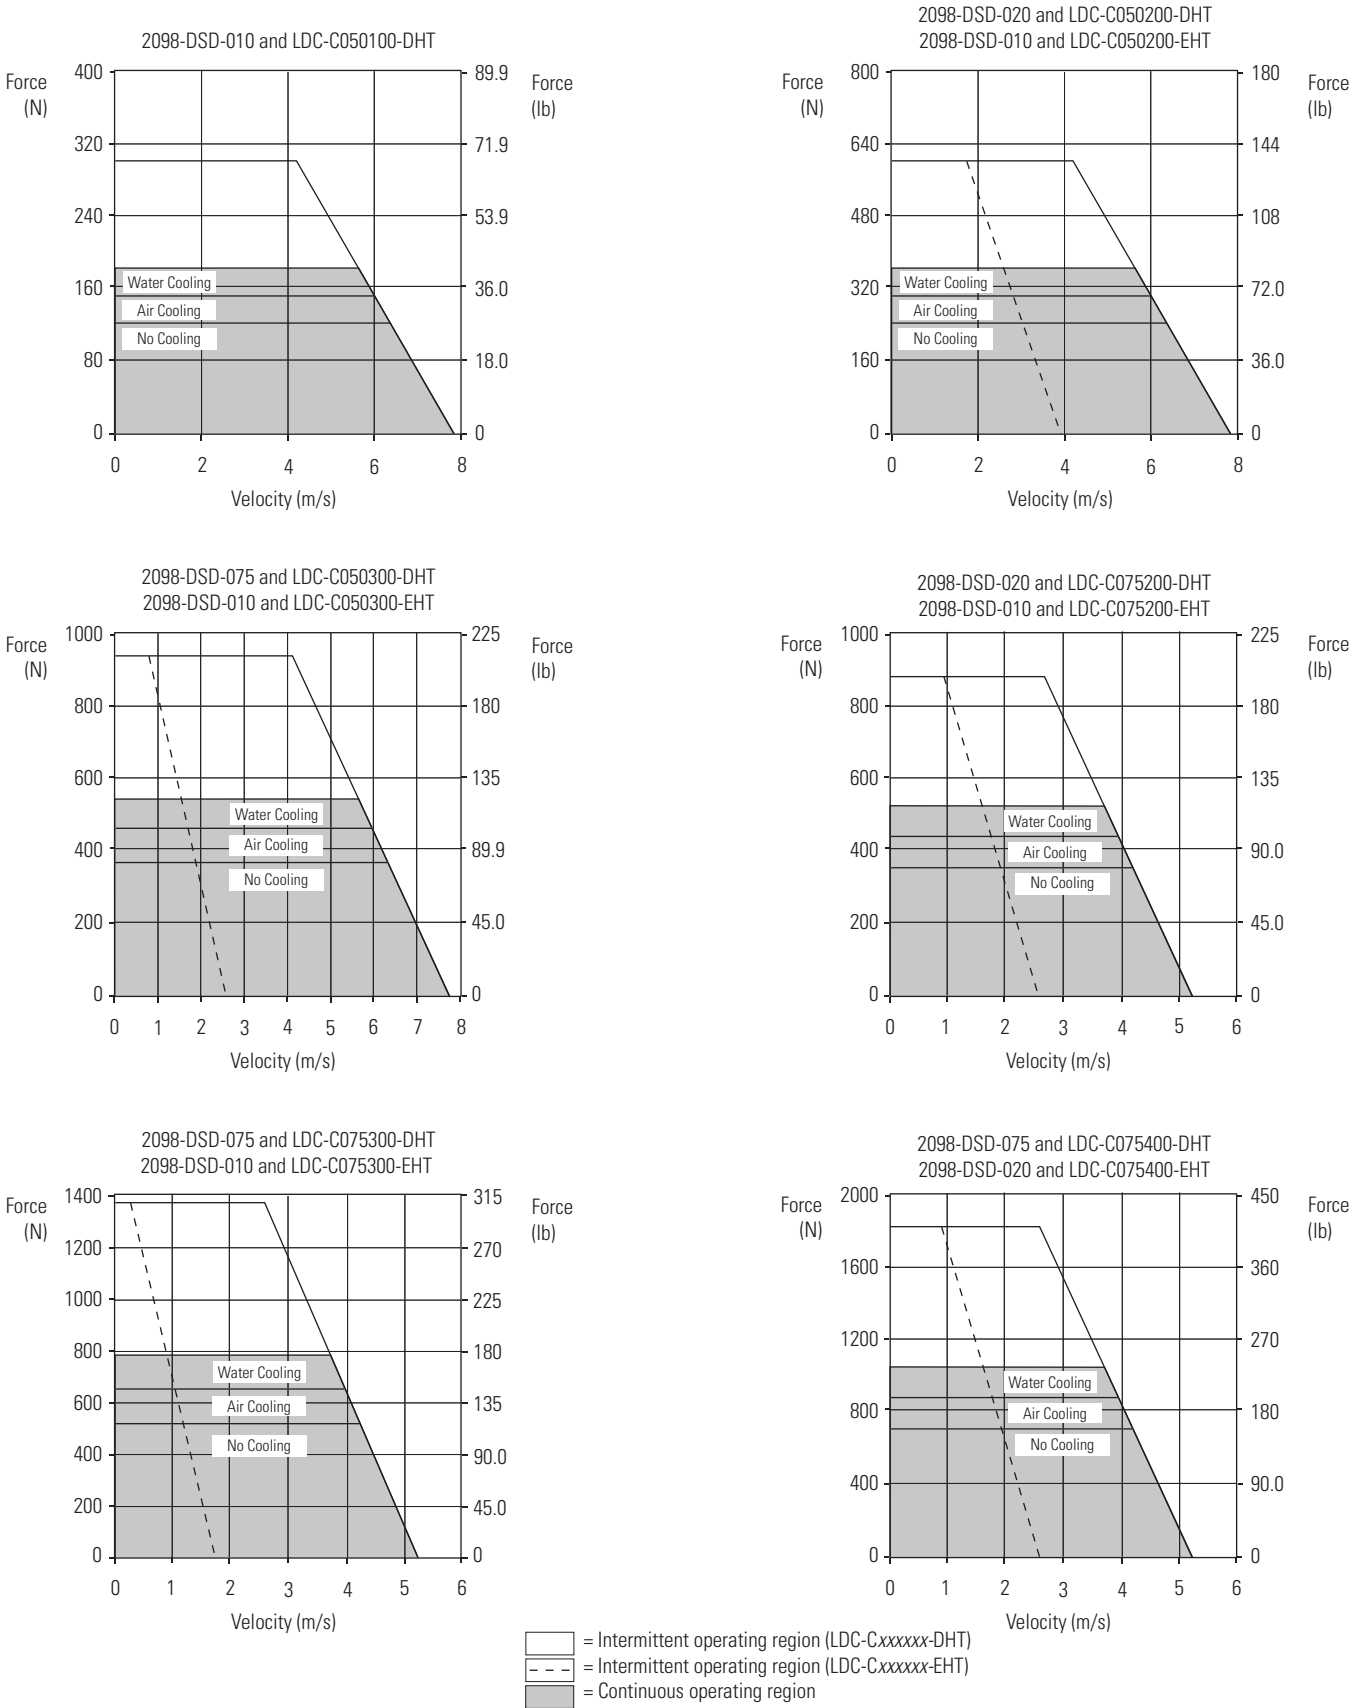 2098-DSD-010 and LDC-C050100-DHT
Force
(N)
400
320
240
160
80
0
89.9
71.9
53.9
36.0
18.0
0
Force
(lb)
Water Cooling
Air Cooling
No Cooling
0 2 4 6 8
Velocity (m/s)
2098-DSD-020 and LDC-C050200-DHT
2098-DSD-010 and LDC-C050200-EHT
Force
(N)
800
640
480
320
160
0
180
144
108
72.0
36.0
0
Force
(lb)
Water Cooling
Air Cooling
No Cooling
0 2 4 6 8
Velocity (m/s)
2098-DSD-075 and LDC-C050300-DHT
2098-DSD-010 and LDC-C050300-EHT
Force
(N)
1000
800
600
400
200
0
225
180
135
89.9
45.0
0
Force
(lb)
Water Cooling
Air Cooling
No Cooling
0 1 2 3 4 5 6 7 8
Velocity (m/s)
2098-DSD-020 and LDC-C075200-DHT
2098-DSD-010 and LDC-C075200-EHT
Force
(N)
1000
800
600
400
200
0
225
180
135
90.0
45.0
0
Force
(lb)
Water Cooling
Air Cooling
No Cooling
0 1 2 3 4 5 6
Velocity (m/s)
2098-DSD-075 and LDC-C075300-DHT
2098-DSD-010 and LDC-C075300-EHT
Force
(N)
1400
1200
1000
800
600
400
200
0
315
270
225
180
135
90.0
45.0
0
Force
(lb)
Water Cooling
Air Cooling
No Cooling
0 1 2 3 4 5 6
Velocity (m/s)
2098-DSD-075 and LDC-C075400-DHT
2098-DSD-020 and LDC-C075400-EHT
Force
(N)
2000
1600
1200
800
400
0
450
360
270
180
90.0
0
Force
(lb)
Water Cooling
Air Cooling
No Cooling
0 1 2 3 4 5 6
Velocity (m/s)
= Intermittent operating region (LDC-Cxxxxxx-DHT)
= Intermittent operating region (LDC-Cxxxxxx-EHT)
= Continuous operating region